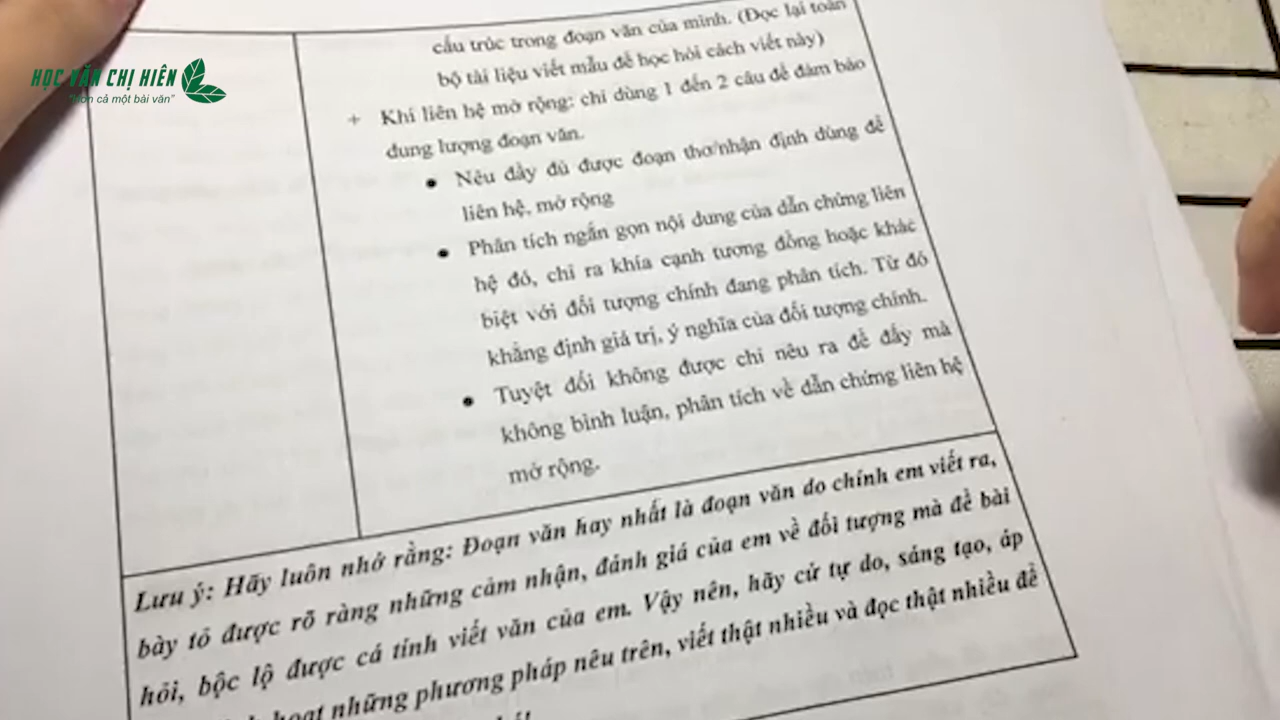 HỌC VĂN CHỊ HIÊN
"Hơn cả một bài văn"
cấu trúc trong đoạn văn của mình. (Đọc lại toàn
bộ tài liệu viết mẫu để học hỏi cách viết này)
+ Khi liên hệ mở rộng: chỉ dùng 1 đến 2 câu để đảm bảo
dung lượng đoạn văn.
• Nêu đầy đủ được đoạn thơ/nhận định dùng để
liên hệ, mở rộng
• Phân tích ngắn gọn nội dung của dẫn chứng liên
hệ đó, chỉ ra khía cạnh tương đồng hoặc khác
biệt với đối tượng chính đang phân tích. Từ đó
khẳng định giá trị, ý nghĩa của đối tượng chính.
• Tuyệt đối không được chỉ nêu ra để đấy mà
không bình luận, phân tích về dẫn chứng liên hệ
mở rộng.
Lưu ý: Hãy luôn nhớ rằng: Đoạn văn hay nhất là đoạn văn do chính em viết ra,
bày tỏ được rõ ràng những cảm nhận, đánh giá của em về đối tượng mà đề bài
hỏi, bộc lộ được cá tính viết văn của em. Vậy nên, hãy cứ tự do, sáng tạo, áp
hoạt những phương pháp nêu trên, viết thật nhiều và đọc thật nhiều để